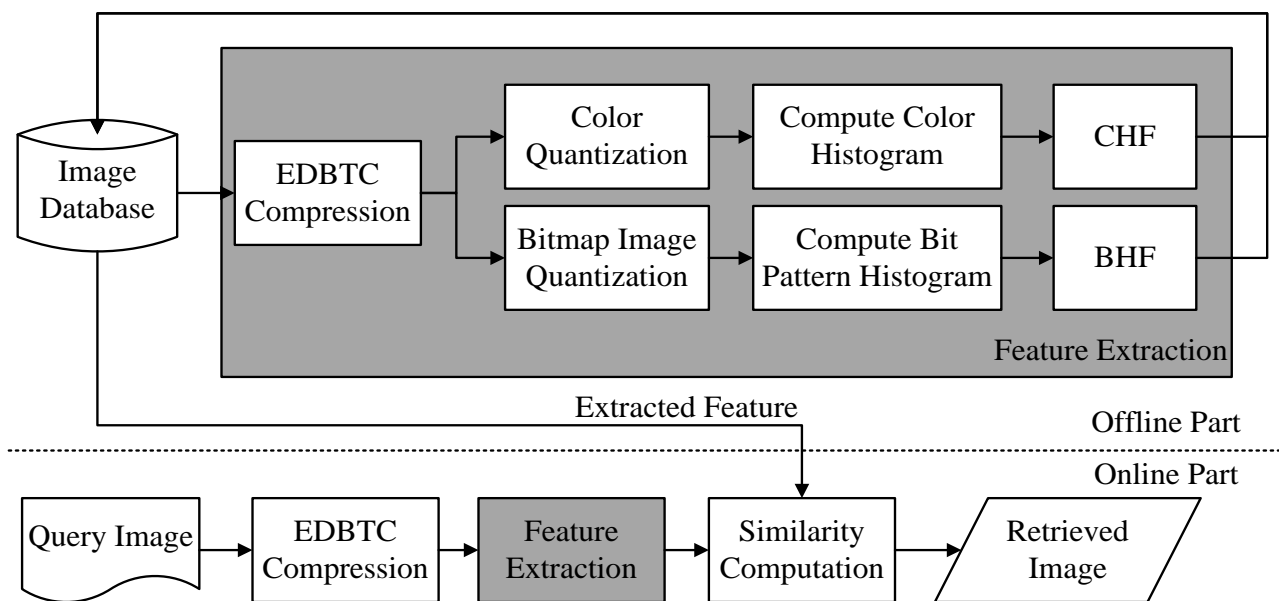 Image
Database
EDBTC
Compression
Color
Quantization
Compute Color
Histogram
CHF
Bitmap Image
Quantization
Compute Bit
Pattern Histogram
BHF
Feature Extraction
Extracted Feature
Offline Part
Online Part
Query Image
EDBTC
Compression
Feature
Extraction
Similarity
Computation
Retrieved
Image